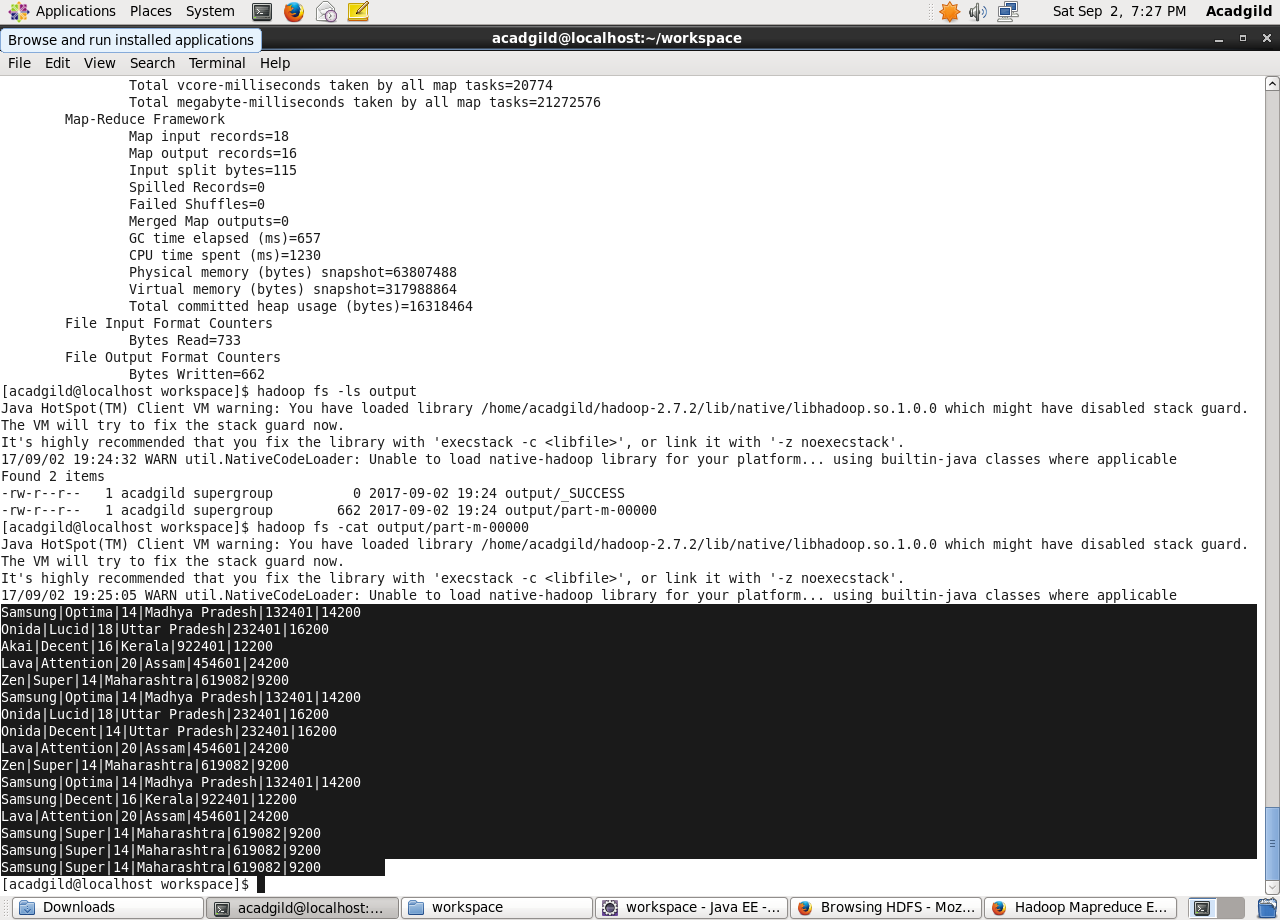 Applications Places System Sat Sep 2, 7:27 PM Acadgild
Browse and run installed applications
acadgild@localhost:~/workspace
File Edit View Search Terminal Help
Total vcore-milliseconds taken by all map tasks=20774
Total megabyte-milliseconds taken by all map tasks=21272576
Map-Reduce Framework
Map input records=18
Map output records=16
Input split bytes=115
Spilled Records=0
Failed Shuffles=0
Merged Map outputs=0
GC time elapsed (ms)=657
CPU time spent (ms)=1230
Physical memory (bytes) snapshot=63807488
Virtual memory (bytes) snapshot=317988864
Total committed heap usage (bytes)=16318464
File Input Format Counters
Bytes Read=733
File Output Format Counters
Bytes Written=662
[acadgild@localhost workspace]$ hadoop fs -ls output
Java HotSpot(TM) Client VM warning: You have loaded library /home/acadgild/hadoop-2.7.2/lib/native/libhadoop.so.1.0.0 which might have disabled stack guard.
The VM will try to fix the stack guard now.
It's highly recommended that you fix the library with 'execstack -c <libfile>', or link it with '-z noexecstack'.
17/09/02 19:24:32 WARN util.NativeCodeLoader: Unable to load native-hadoop library for your platform... using builtin-java classes where applicable
Found 2 items
-rw-r--r--   1 acadgild supergroup          0 2017-09-02 19:24 output/_SUCCESS
-rw-r--r--   1 acadgild supergroup        662 2017-09-02 19:24 output/part-m-00000
[acadgild@localhost workspace]$ hadoop fs -cat output/part-m-00000
Java HotSpot(TM) Client VM warning: You have loaded library /home/acadgild/hadoop-2.7.2/lib/native/libhadoop.so.1.0.0 which might have disabled stack guard.
The VM will try to fix the stack guard now.
It's highly recommended that you fix the library with 'execstack -c <libfile>', or link it with '-z noexecstack'.
17/09/02 19:25:05 WARN util.NativeCodeLoader: Unable to load native-hadoop library for your platform... using builtin-java classes where applicable
Samsung|Optima|14|Madhya Pradesh|132401|14200
Onida|Lucid|18|Uttar Pradesh|232401|16200
Akai|Decent|16|Kerala|922401|12200
Lava|Attention|20|Assam|454601|24200
Zen|Super|14|Maharashtra|619082|9200
Samsung|Optima|14|Madhya Pradesh|132401|14200
Onida|Lucid|18|Uttar Pradesh|232401|16200
Onida|Decent|14|Uttar Pradesh|232401|16200
Lava|Attention|20|Assam|454601|24200
Zen|Super|14|Maharashtra|619082|9200
Samsung|Optima|14|Madhya Pradesh|132401|14200
Samsung|Decent|16|Kerala|922401|12200
Lava|Attention|20|Assam|454601|24200
Samsung|Super|14|Maharashtra|619082|9200
Samsung|Super|14|Maharashtra|619082|9200
Samsung|Super|14|Maharashtra|619082|9200
[acadgild@localhost workspace]$
Downloads acadgild@localhost:... workspace workspace - Java EE -... Browsing HDFS - Moz... Hadoop Mapreduce E...